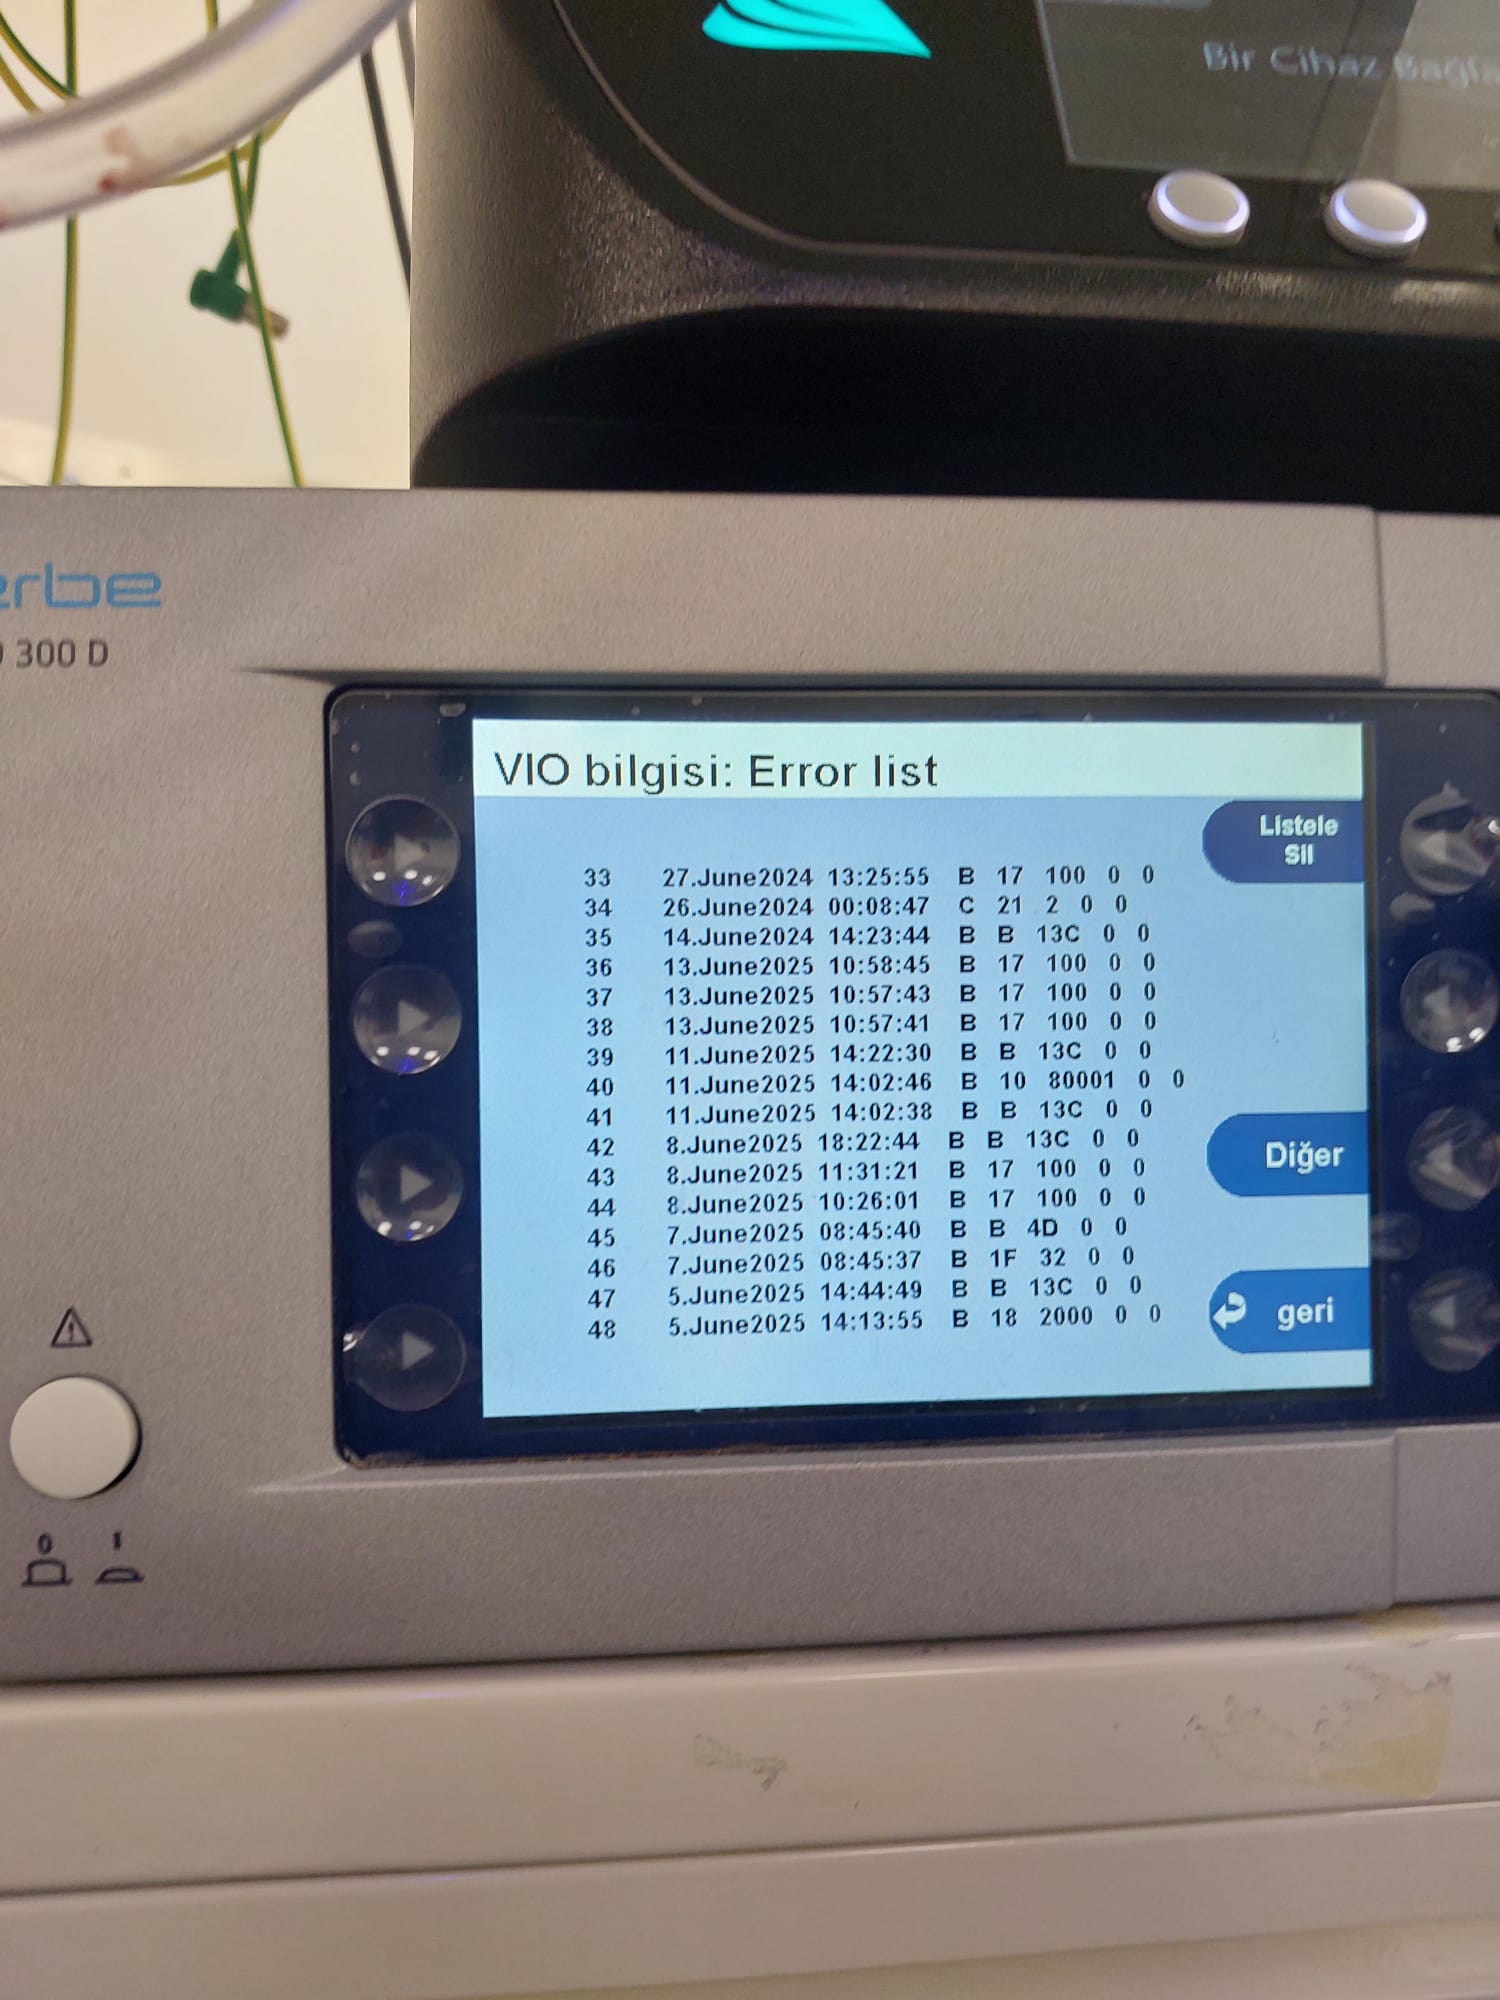 Bir Cihaz
erbe
300 D
VIO bilgisi: Error list
Listele
Sil
33 27.June2024 13:25:55 B 17 100 0 0
34 26.June2024 00:08:47 C 21 2 0 0
35 14.June2024 14:23:44 B B 13C 0 0
36 13.June2025 10:58:45 B 17 100 0 0
37 13.June2025 10:57:43 B 17 100 0 0
38 13.June2025 10:57:41 B 17 100 0 0
39 11.June2025 14:22:30 B B 13C 0 0
40 11.June2025 14:02:46 B 10 80001 0 0
41 11.June2025 14:02:38 B B 13C 0 0
42 8.June2025 18:22:44 B B 13C 0 0
43 8.June2025 11:31:21 B 17 100 0 0
44 8.June2025 10:26:01 B 17 100 0 0
45 7.June2025 08:45:40 B B 4D 0 0
46 7.June2025 08:45:37 B 1F 32 0 0
47 5.June2025 14:44:49 B B 13C 0 0
48 5.June2025 14:13:55 B 18 2000 0 0
Diğer
geri
0 I